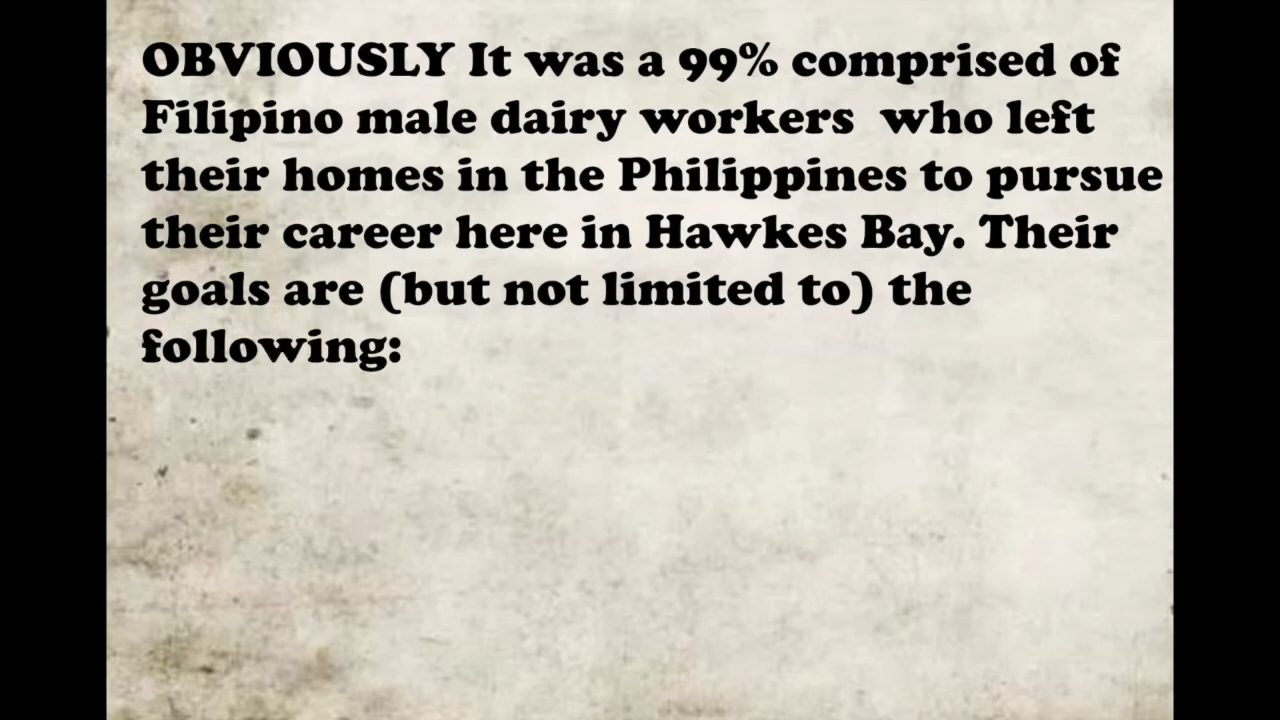 OBVIOUSLY It was a 99% comprised of
Filipino male dairy workers  who left
their homes in the Philippines to pursue
their career here in Hawkes Bay. Their
goals are (but not limited to) the
following: